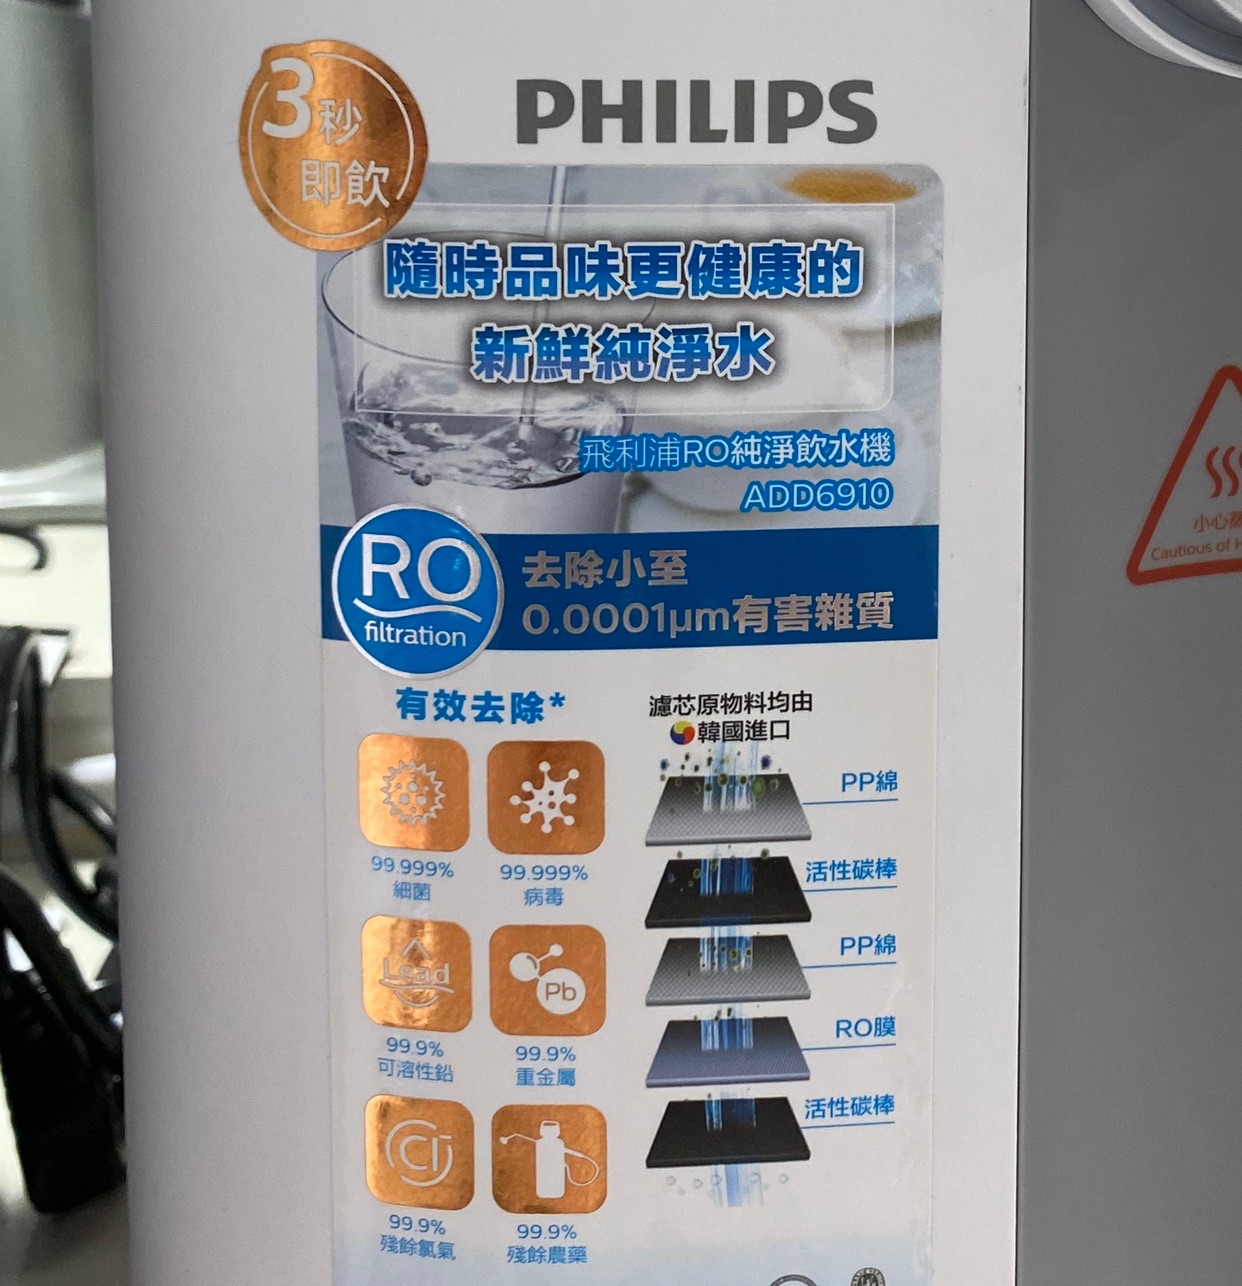 3秒
即飲
PHILIPS
隨時品味更健康的
新鮮純淨水
飛利浦RO純淨飲水機
ADD6910
RO
filtration
去除小至
0.0001µm有害雜質
有效去除*
99.999%
細菌
99.999%
病毒
Lead
99.9%
可溶性鉛
Pb
99.9%
重金屬
Cl
99.9%
殘餘氯氣
99.9%
殘餘農藥
濾芯原物料均由
韓國進口
PP綿
活性碳棒
PP綿
RO膜
活性碳棒
小心
Cautious of